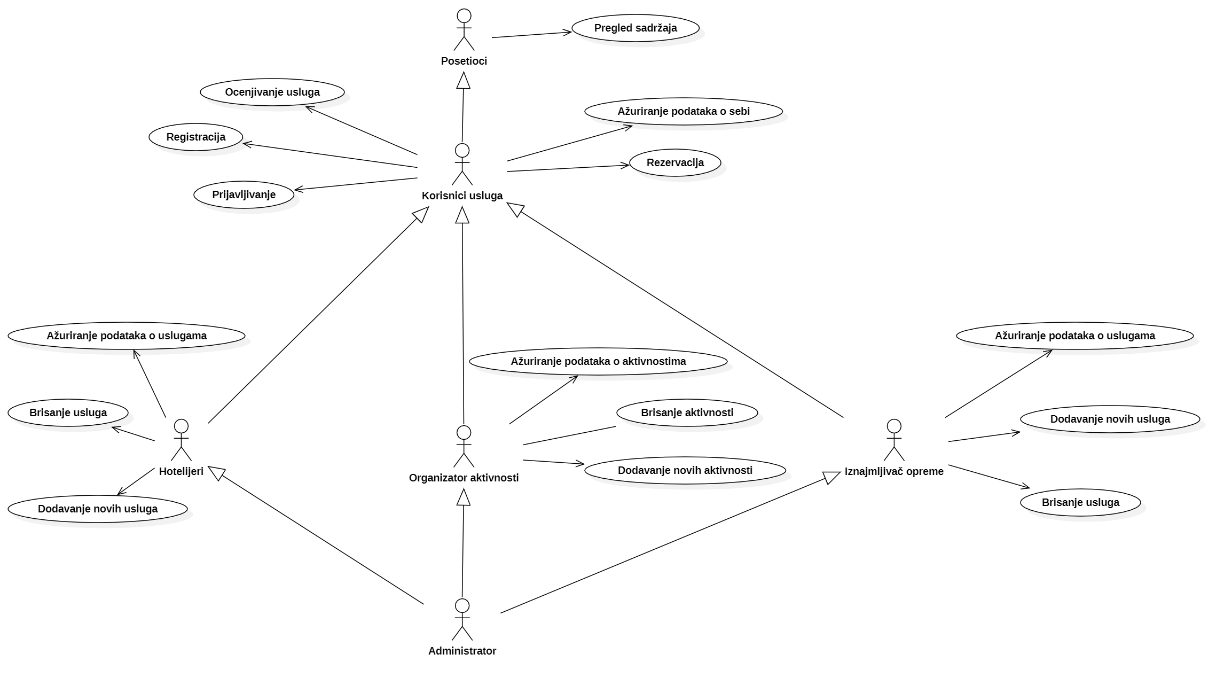 Pregled sadržaja
Posetioci
Ocenjivanje usluga
Ažuriranje podataka o sebi
Registracija
Rezervacija
Prijavljivanje
Korisnici usluga
Ažuriranje podataka o uslugama
Ažuriranje podataka o aktivnostima
Ažuriranje podataka o uslugama
Brisanje usluga
Brisanje aktivnosti
Dodavanje novih usluga
Hotelijeri
Organizator aktivnosti
Dodavanje novih aktivnosti
Iznajmljivač opreme
Dodavanje novih usluga
Brisanje usluga
Administrator